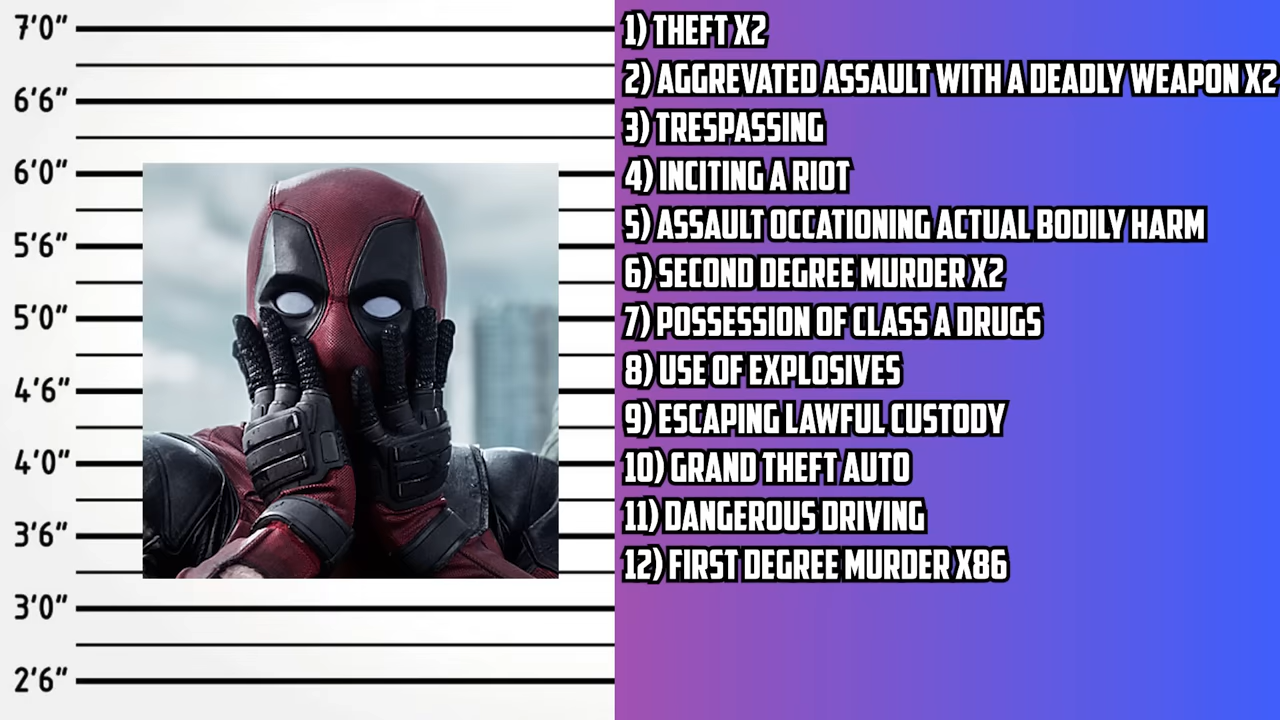 7'0"
6'6"
6'0"
5'6"
5'0"
4'6"
4'0"
3'6"
3'0"
2'6"
1) THEFT X2
2) AGGREVATED ASSAULT WITH A DEADLY WEAPON X2
3) TRESPASSING
4) INCITING A RIOT
5) ASSAULT OCCATIONING ACTUAL BODILY HARM
6) SECOND DEGREE MURDER X2
7) POSSESSION OF CLASS A DRUGS
8) USE OF EXPLOSIVES
9) ESCAPING LAWFUL CUSTODY
10) GRAND THEFT AUTO
11) DANGEROUS DRIVING
12) FIRST DEGREE MURDER X86